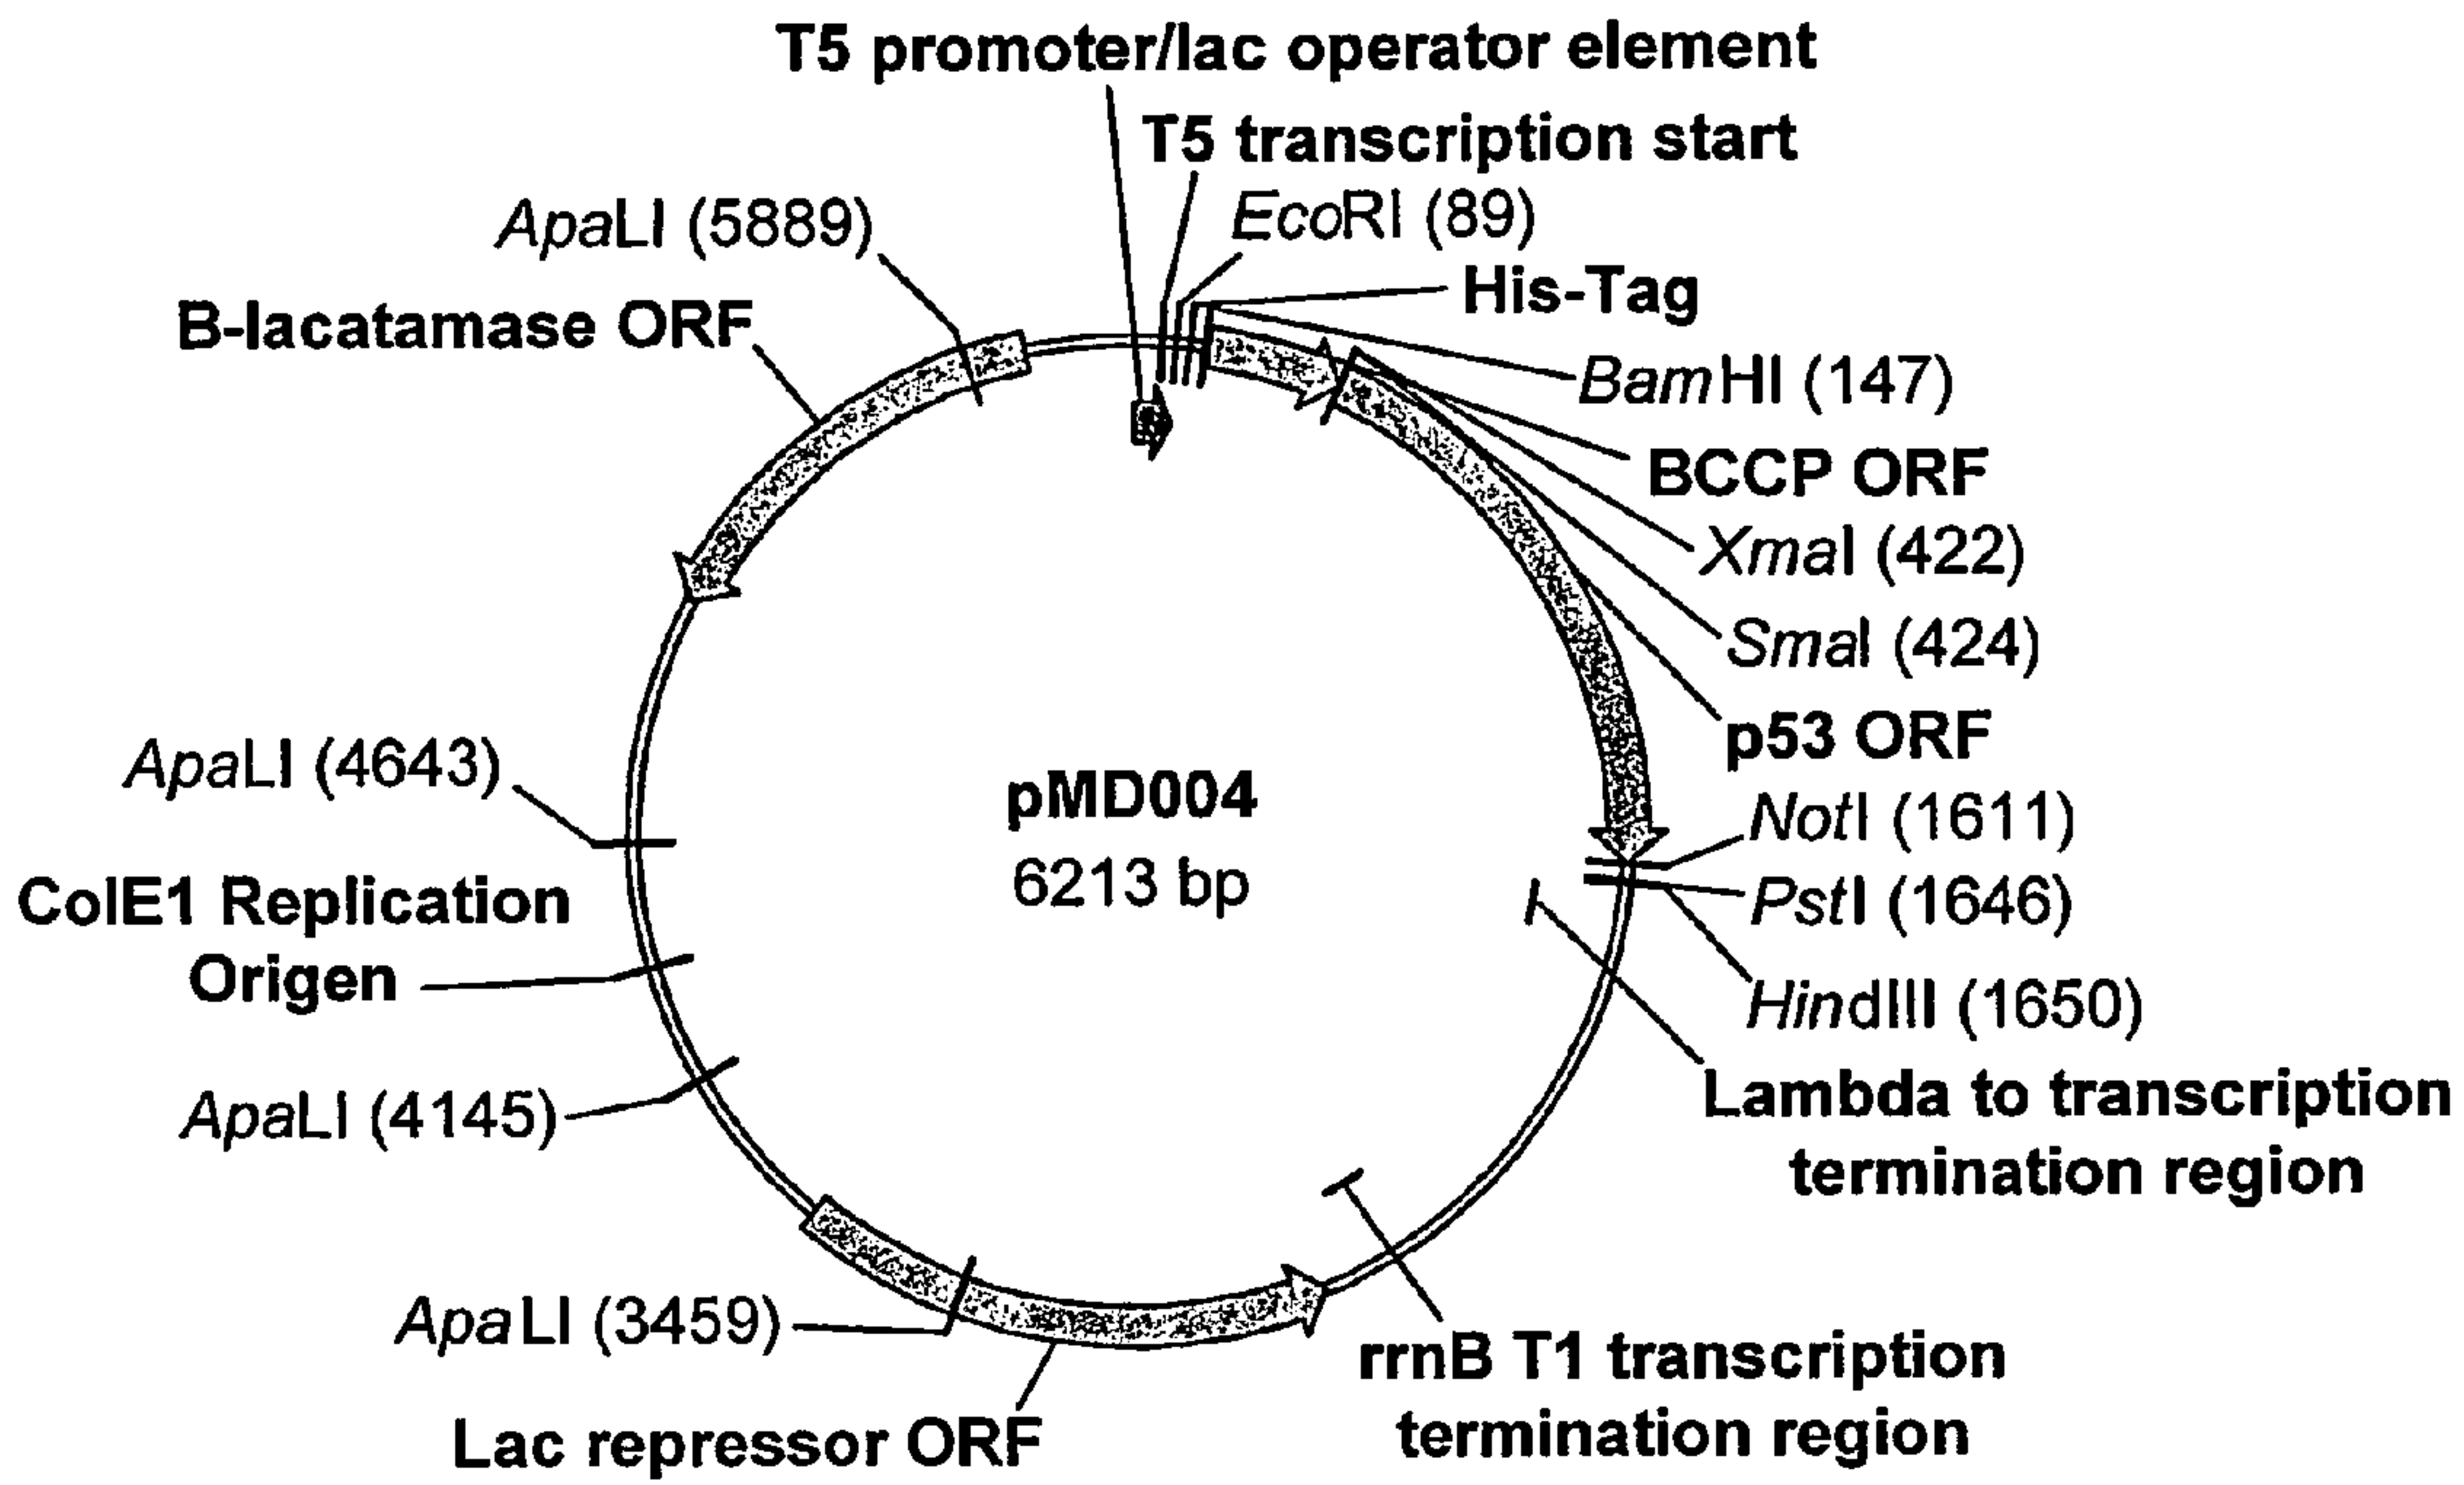 T5 promoter/lac operator element
T5 transcription start
EcoRI (89)
His-Tag
BamHI (147)
BCCP ORF
XmaI (422)
SmaI (424)
p53 ORF
NotI (1611)
PstI (1646)
HindIII (1650)
Lambda to transcription
termination region
rrnB T1 transcription
termination region
Lac repressor ORF
ApaLI (3459)
ApaLI (4145)
ColE1 Replication
Origen
ApaLI (4643)
B-lacatamase ORF
ApaLI (5889)
pMD004
6213 bp